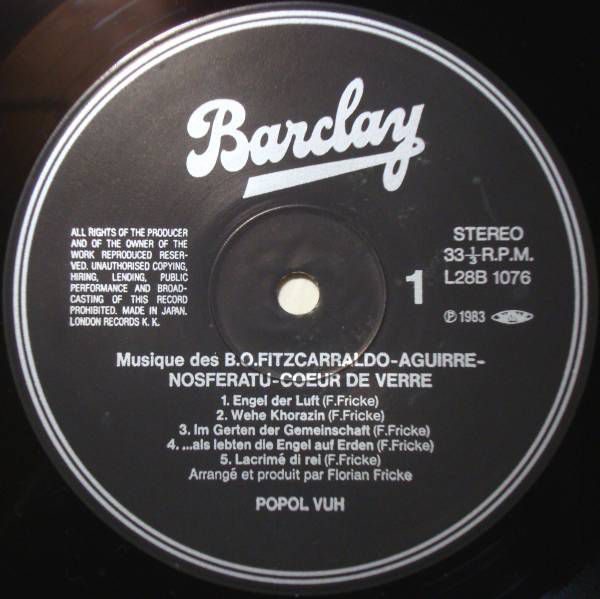 Barclay
ALL RIGHTS OF THE PRODUCER
AND OF THE OWNER OF THE
WORK REPRODUCED RESER-
VED. UNAUTHORISED COPYING,
HIRING, LENDING, PUBLIC
PERFORMANCE AND BROAD-
CASTING OF THIS RECORD
PROHIBITED. MADE IN JAPAN.
LONDON RECORDS K. K.
STEREO
33⅓ R.P.M.
L28B 1076
1
℗ 1983
Musique des B.O.FITZCARRALDO-AGUIRRE-
NOSFERATU-COEUR DE VERRE
1. Engel der Luft (F.Fricke)
2. Wehe Khorazin (F.Fricke)
3. Im Gerten der Gemeinschaft (F.Fricke)
4. ...als lebten die Engel auf Erden (F.Fricke)
5. Lacrimé di rei (F.Fricke)
Arrangé et produit par Florian Fricke
POPOL VUH